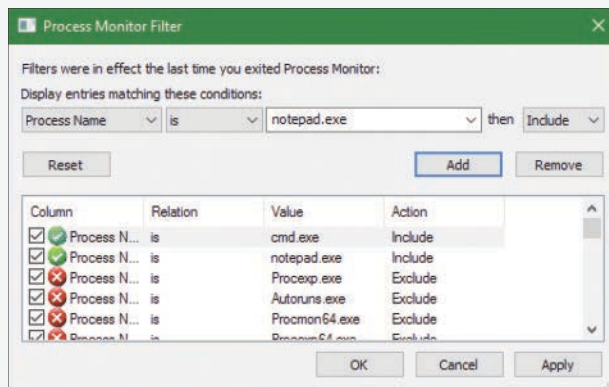 Process Monitor Filter
Filters were in effect the last time you exited Process Monitor:
Display entries matching these conditions:
Process Name is notepad.exe then Include
Reset Add Remove
Column Relation Value Action
Process N... is cmd.exe Include
Process N... is notepad.exe Include
Process N... is Procexp.exe Exclude
Process N... is Autoruns.exe Exclude
Process N... is Procmon64.exe Exclude
Process N... is Procexp64.exe Exclude
OK Cancel Apply